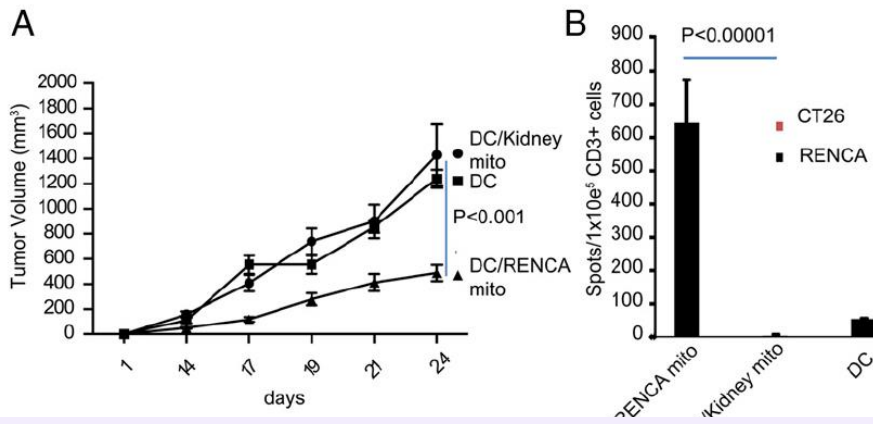 A
Tumor Volume (mm³)
2000
1800
1600
1400
1200
1000
800
600
400
200
0
1
14
17
19
21
24
days
DC/Kidney
mito
DC
P<0.001
DC/RENCA
mito
B
Spots/1x10e⁵ CD3+ cells
900
800
700
600
500
400
300
200
100
0
P<0.00001
CT26
RENCA
RENCA mito
/Kidney mito
DC